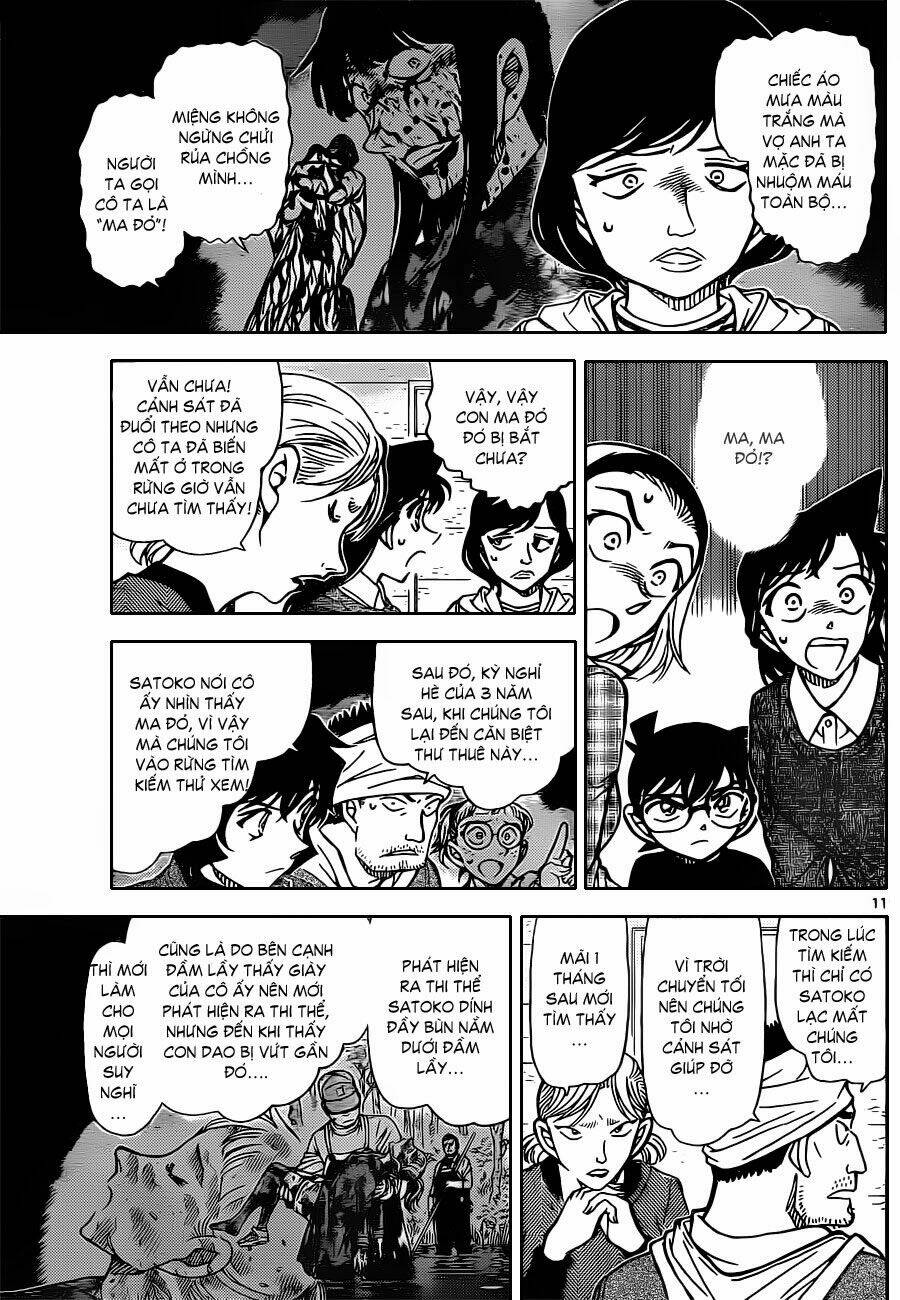 CHIẾC ÁO
MƯA MÀU
TRẮNG MÀ
VỢ ANH TA
MẶC ĐÃ BỊ
NHUỘM MÁU
TOÀN BỘ...
MIỆNG KHÔNG
NGỪNG CHỬI
RỦA CHỒNG
MÌNH...
NGƯỜI
TA GỌI
CÔ TA LÀ
"MA ĐỎ"!
MA, MA
ĐỎ!?
VẬY, VẬY
CON MA ĐỎ
ĐÓ BỊ BẮT
CHƯA?
VẪN CHƯA!
CẢNH SÁT ĐÃ
ĐUỔI THEO NHƯNG
CÔ TA ĐÃ BIẾN
MẤT Ở TRONG
RỪNG GIỜ VẪN
CHƯA TÌM THẤY!
SAU ĐÓ, KỲ NGHỈ
HÈ CỦA 3 NĂM
SAU, KHI CHÚNG TÔI
LẠI ĐẾN CĂN BIỆT
THỰ THUÊ NÀY...
SATOKO NÓI CÔ
ẤY NHÌN THẤY
MA ĐỎ, VÌ VẬY
MÀ CHÚNG TÔI
VÀO RỪNG TÌM
KIẾM THỬ XEM!
11
TRONG LÚC
TÌM KIẾM
THÌ CHỈ CÓ
SATOKO
LẠC MẤT
CHÚNG
TÔI...
VÌ TRỜI
CHUYỂN TỐI
NÊN CHÚNG
TÔI NHỜ
CẢNH SÁT
GIÚP ĐỠ
...
MÃI 1
THÁNG
SAU MỚI
TÌM THẤY
...
PHÁT HIỆN
RA THI THỂ
SATOKO DÍNH
ĐẦY BÙN NẰM
DƯỚI ĐẦM
LẦY...
CŨNG LÀ DO BÊN CẠNH
ĐẦM LẦY THẤY GIÀY
CỦA CÔ ẤY NÊN MỚI
PHÁT HIỆN RA THI THỂ,
NHƯNG ĐẾN KHI THẤY
CON DAO BỊ VỨT GẦN
ĐÓ....
THÌ MỚI
LÀM
CHO
MỌI
NGƯỜI
SUY
NGHĨ
...